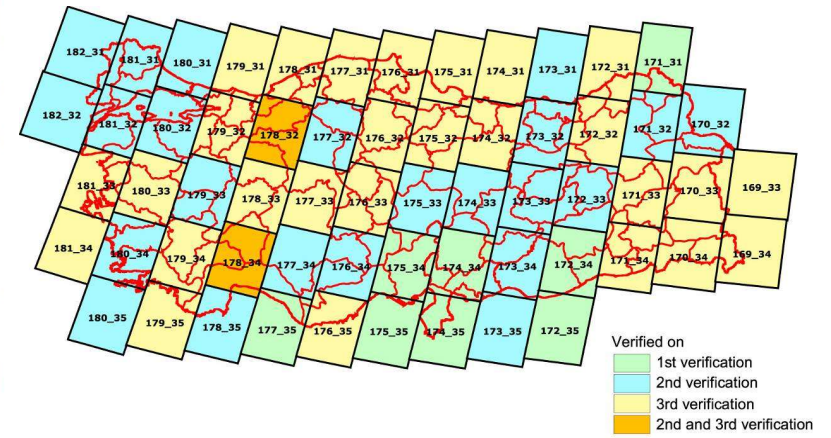 182_31 181_31 180_31 179_31 178_31 177_31 176_31 175_31 174_31 173_31 172_31 171_31
182_32 181_32 180_32 179_32 178_32 177_32 176_32 175_32 174_32 173_32 172_32 171_32 170_32
181_33 180_33 179_33 178_33 177_33 176_33 175_33 174_33 173_33 172_33 171_33 170_33 169_33
181_34 180_34 179_34 178_34 177_34 176_34 175_34 174_34 173_34 172_34 171_34 170_34 169_34
180_35 179_35 178_35 177_35 176_35 175_35 174_35 173_35 172_35
Verified on
1st verification
2nd verification
3rd verification
2nd and 3rd verification